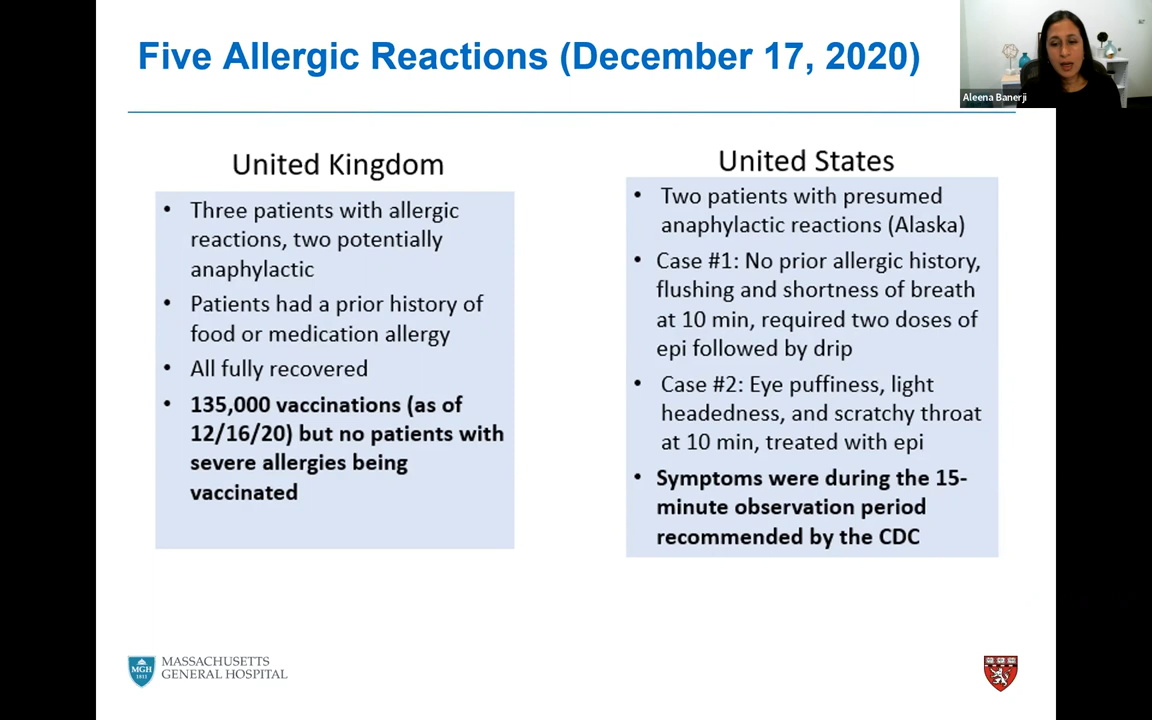 Five Allergic Reactions (December 17, 2020)
Aleena Banerji
United Kingdom
• Three patients with allergic
reactions, two potentially
anaphylactic
• Patients had a prior history of
food or medication allergy
• All fully recovered
• 135,000 vaccinations (as of
12/16/20) but no patients with
severe allergies being
vaccinated
United States
• Two patients with presumed
anaphylactic reactions (Alaska)
• Case #1: No prior allergic history,
flushing and shortness of breath
at 10 min, required two doses of
epi followed by drip
• Case #2: Eye puffiness, light
headedness, and scratchy throat
at 10 min, treated with epi
• Symptoms were during the 15-
minute observation period
recommended by the CDC
MGH
1811
MASSACHUSETTS
GENERAL HOSPITAL